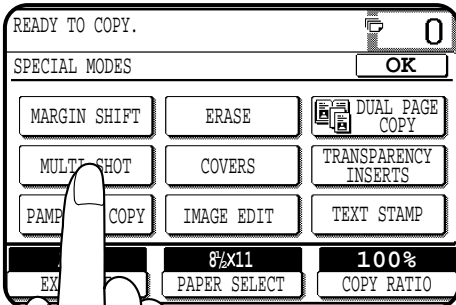 READY TO COPY. 0
SPECIAL MODES OK
MARGIN SHIFT ERASE DUAL PAGE COPY
SHOT COVERS TRANSPARENCY INSERTS
COPY IMAGE EDIT TEXT STAMP
8½x11 100%
PAPER SELECT COPY RATIO